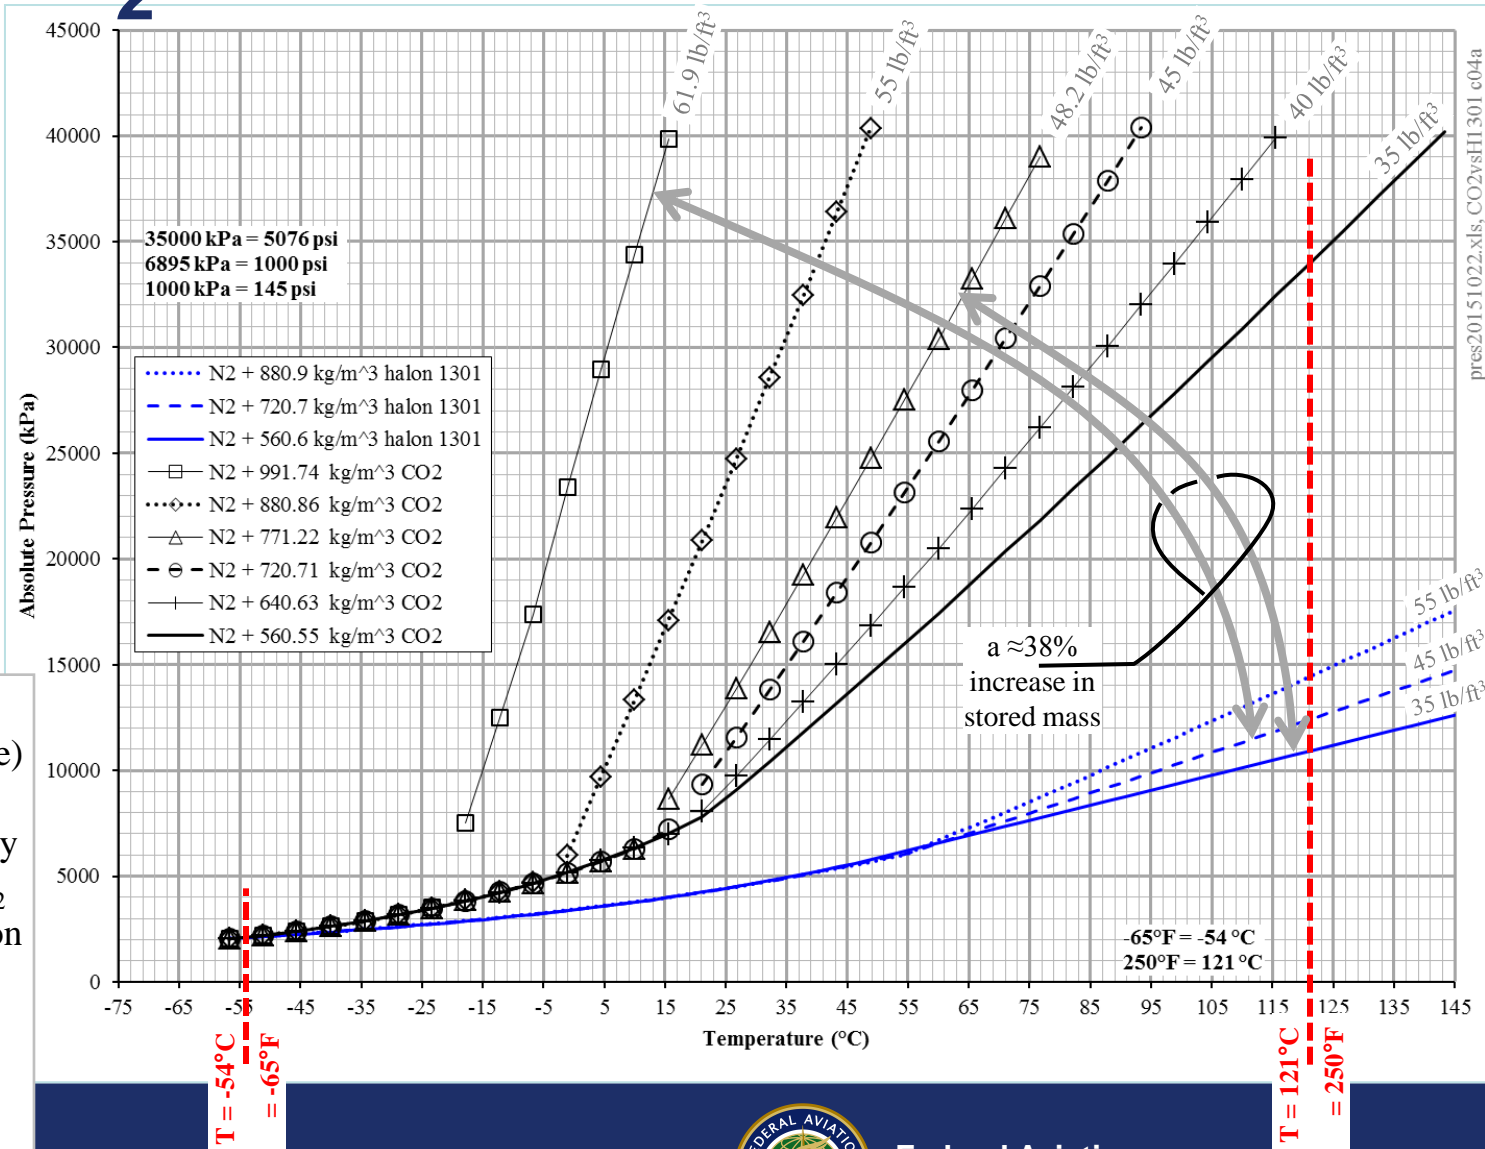 2
45000
40000
35000
30000
25000
20000
15000
10000
5000
0
Absolute Pressure (kPa)
61.9 lb/ft³
55 lb/ft³
48.2 lb/ft³
45 lb/ft³
40 lb/ft³
35 lb/ft³
pres20151022.xls, CO2vsH1301 c04a
35000 kPa = 5076 psi
6895 kPa = 1000 psi
1000 kPa = 145 psi
N2 + 880.9 kg/m^3 halon 1301
N2 + 720.7 kg/m^3 halon 1301
N2 + 560.6 kg/m^3 halon 1301
N2 + 991.74 kg/m^3 CO2
N2 + 880.86 kg/m^3 CO2
N2 + 771.22 kg/m^3 CO2
N2 + 720.71 kg/m^3 CO2
N2 + 640.63 kg/m^3 CO2
N2 + 560.55 kg/m^3 CO2
a ≈38%
increase in
stored mass
55 lb/ft³
45 lb/ft³
35 lb/ft³
-65°F = -54 °C
250°F = 121 °C
-75 -65 -55 -45 -35 -25 -15 -5 5 15 25 35 45 55 65 75 85 95 105 115 125 135 145
Temperature (°C)
T = -54°C
= -65°F
T = 121°C
= 250°F
e)
y
2
on
FEDERAL AVIATIO